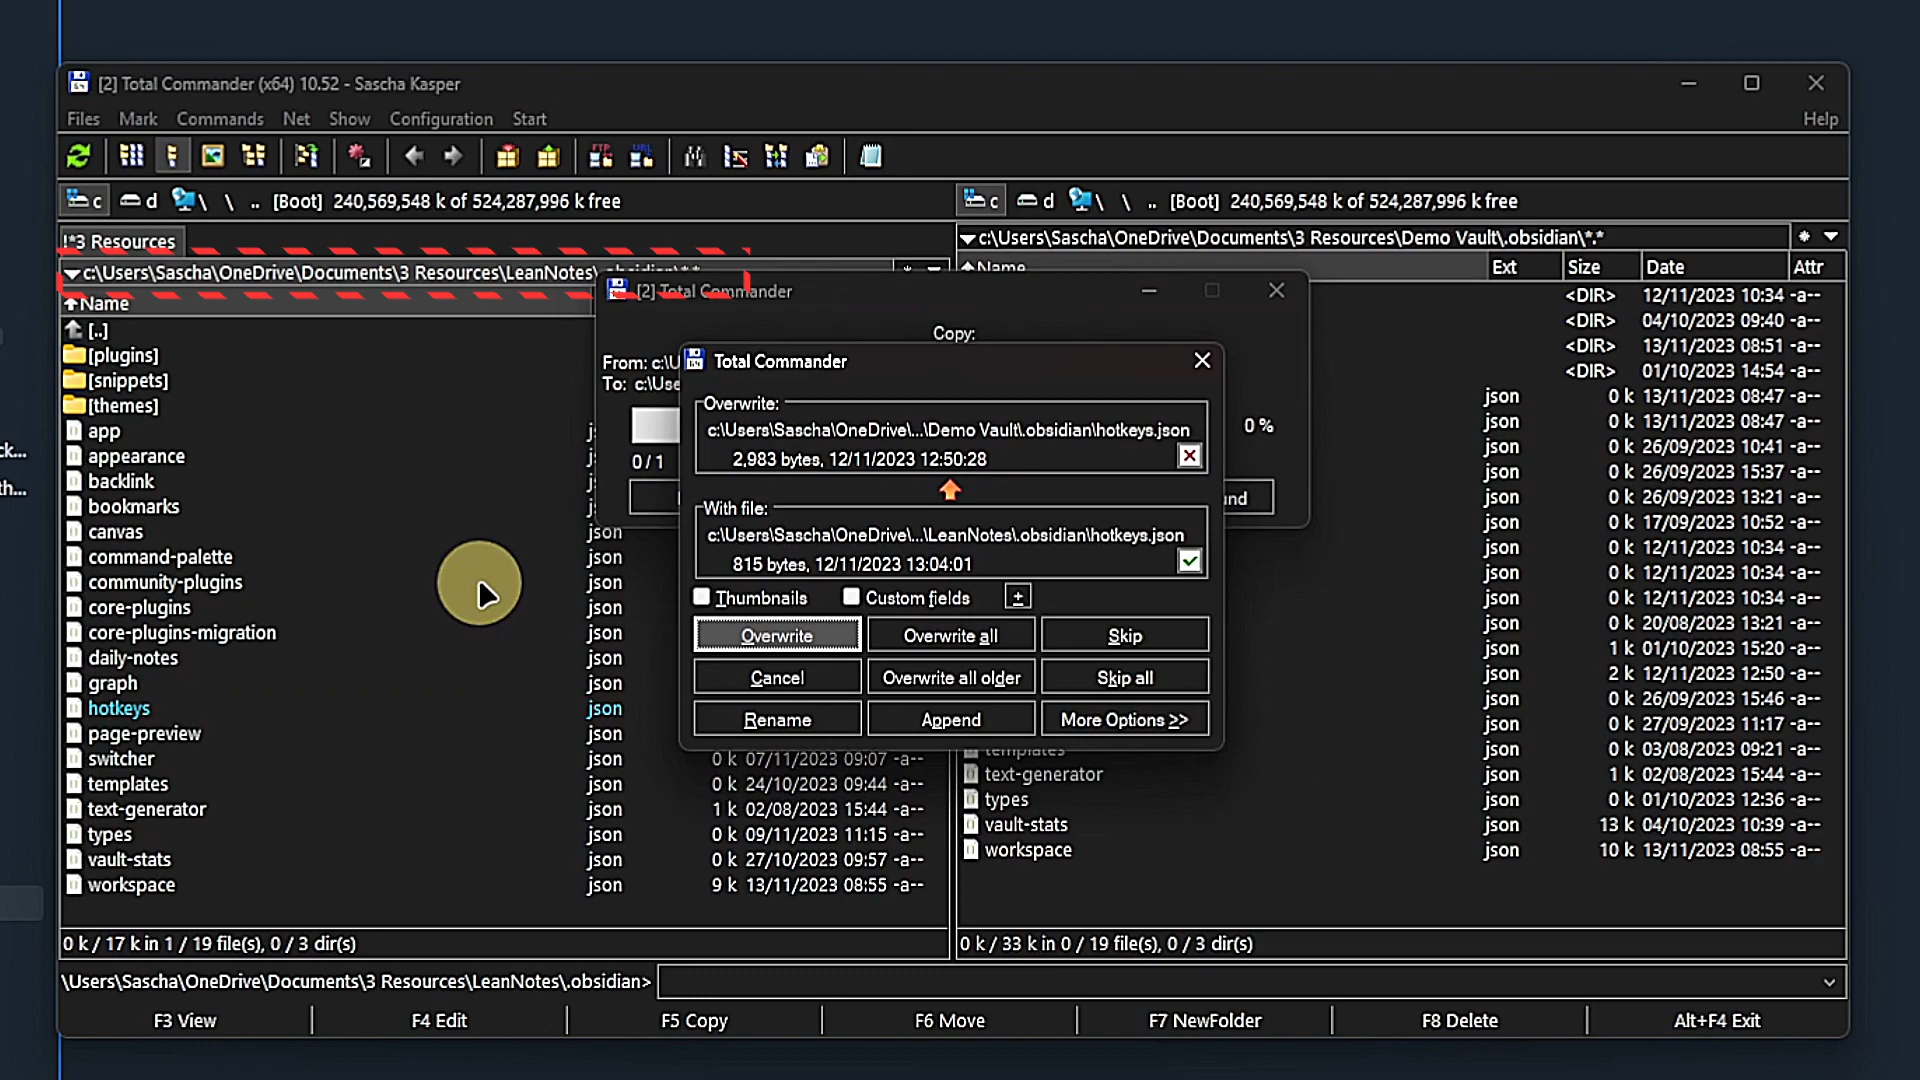 [2] Total Commander (x64) 10.52 - Sascha Kasper
Files Mark Commands Net Show Configuration Start Help
c d \ \ .. [Boot] 240,569,548 k of 524,287,996 k free
c d \ \ .. [Boot] 240,569,548 k of 524,287,996 k free
!*3 Resources
c:\Users\Sascha\OneDrive\Documents\3 Resources\LeanNotes\.obsidian\*.*
Name
[..]
[plugins]
[snippets]
[themes]
app
appearance
backlink
bookmarks
canvas json
command-palette json
community-plugins json
core-plugins json
core-plugins-migration json
daily-notes json
graph json
hotkeys json
page-preview json
switcher json 0 k 07/11/2023 09:07 -a--
templates json 0 k 24/10/2023 09:44 -a--
text-generator json 1 k 02/08/2023 15:44 -a--
types json 0 k 09/11/2023 11:15 -a--
vault-stats json 0 k 27/10/2023 09:57 -a--
workspace json 9 k 13/11/2023 08:55 -a--
0 k / 17 k in 1 / 19 file(s), 0 / 3 dir(s)
c:\Users\Sascha\OneDrive\Documents\3 Resources\Demo Vault\.obsidian\*.*
Name Ext Size Date Attr
<DIR> 12/11/2023 10:34 -a--
<DIR> 04/10/2023 09:40 -a--
<DIR> 13/11/2023 08:51 -a--
<DIR> 01/10/2023 14:54 -a--
json 0 k 13/11/2023 08:47 -a--
json 0 k 13/11/2023 08:47 -a--
json 0 k 26/09/2023 10:41 -a--
json 0 k 26/09/2023 15:37 -a--
json 0 k 26/09/2023 13:21 -a--
json 0 k 17/09/2023 10:52 -a--
json 0 k 12/11/2023 10:34 -a--
json 0 k 12/11/2023 10:34 -a--
json 0 k 12/11/2023 10:34 -a--
json 0 k 20/08/2023 13:21 -a--
json 1 k 01/10/2023 15:20 -a--
json 2 k 12/11/2023 12:50 -a--
json 0 k 26/09/2023 15:46 -a--
json 0 k 27/09/2023 11:17 -a--
templates json 0 k 03/08/2023 09:21 -a--
text-generator json 1 k 02/08/2023 15:44 -a--
types json 0 k 01/10/2023 12:36 -a--
vault-stats json 13 k 04/10/2023 10:39 -a--
workspace json 10 k 13/11/2023 08:55 -a--
0 k / 33 k in 0 / 19 file(s), 0 / 3 dir(s)
[2] Total Commander
Copy:
From: c:\U
To: c:\Use
0 %
0 / 1
Total Commander
Overwrite:
c:\Users\Sascha\OneDrive\...\Demo Vault\.obsidian\hotkeys.json
2,983 bytes, 12/11/2023 12:50:28
With file:
c:\Users\Sascha\OneDrive\...\LeanNotes\.obsidian\hotkeys.json
815 bytes, 12/11/2023 13:04:01
Thumbnails Custom fields ±
Overwrite Overwrite all Skip
Cancel Overwrite all older Skip all
Rename Append More Options >>
\Users\Sascha\OneDrive\Documents\3 Resources\LeanNotes\.obsidian>
F3 View F4 Edit F5 Copy F6 Move F7 NewFolder F8 Delete Alt+F4 Exit
ck...
th...